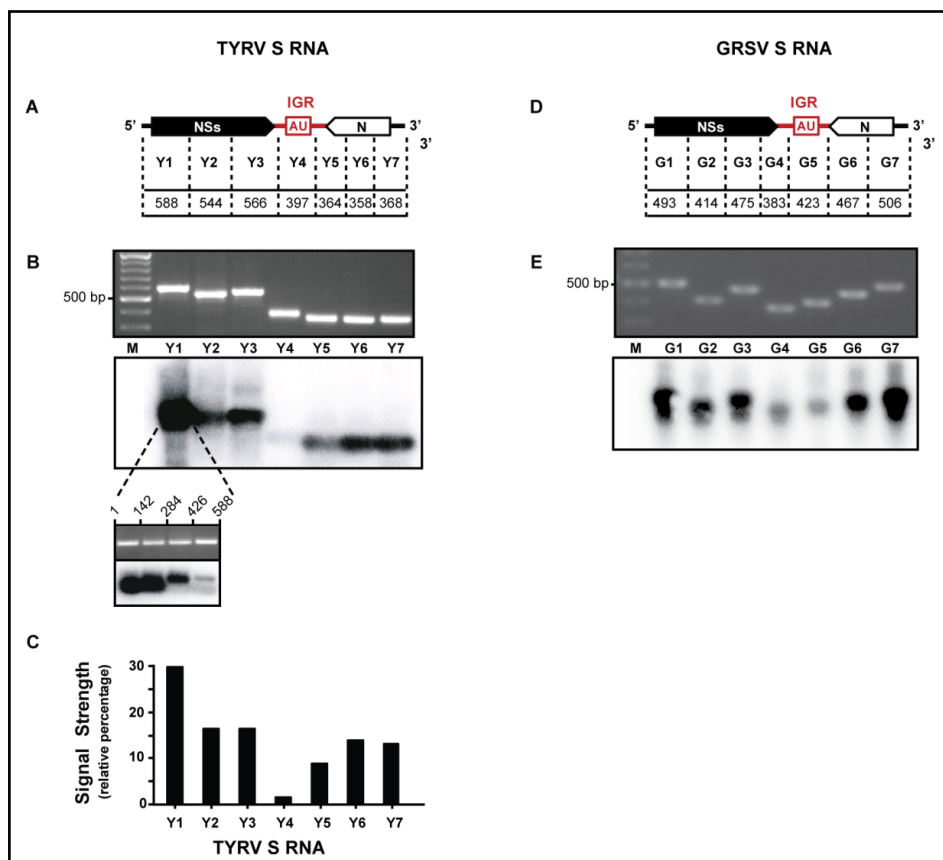 TYRV S RNA
GRSV S RNA
A
IGR
5’ NSs AU N 3’
3’
Y1 Y2 Y3 Y4 Y5 Y6 Y7
588 544 566 397 364 358 368
D
IGR
5’ NSs AU N 3’
3’
G1 G2 G3 G4 G5 G6 G7
493 414 475 383 423 467 506
B
500 bp
M Y1 Y2 Y3 Y4 Y5 Y6 Y7
1 142 284 426 588
E
500 bp
M G1 G2 G3 G4 G5 G6 G7
C
Signal Strength
(relative percentage)
30
20
10
0
Y1 Y2 Y3 Y4 Y5 Y6 Y7
TYRV S RNA